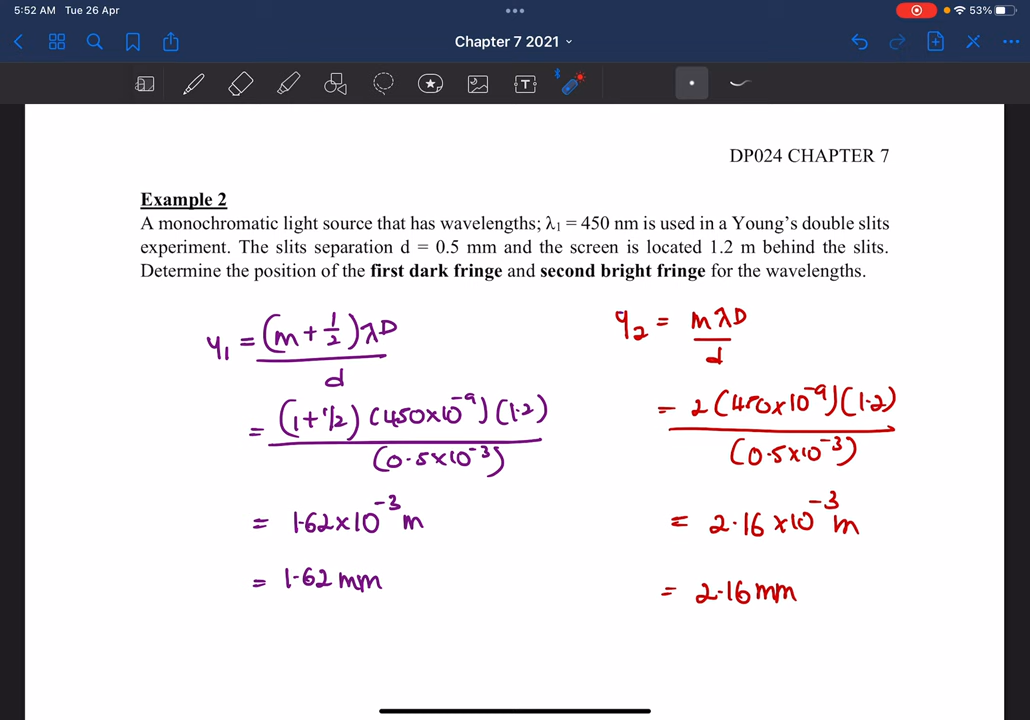 5:52 AM Tue 26 Apr
53%
Chapter 7 2021
DP024 CHAPTER 7
Example 2
A monochromatic light source that has wavelengths; λ₁ = 450 nm is used in a Young's double slits
experiment. The slits separation d = 0.5 mm and the screen is located 1.2 m behind the slits.
Determine the position of the first dark fringe and second bright fringe for the wavelengths.
y₁ = (m + 1/2) λD / d
= (1 + 1/2) (450×10⁻⁹) (1.2) / (0.5×10⁻³)
= 1.62×10⁻³ m
= 1.62 mm
y₂ = mλD / d
= 2 (450×10⁻⁹) (1.2) / (0.5×10⁻³)
= 2.16 ×10⁻³ m
= 2.16 mm